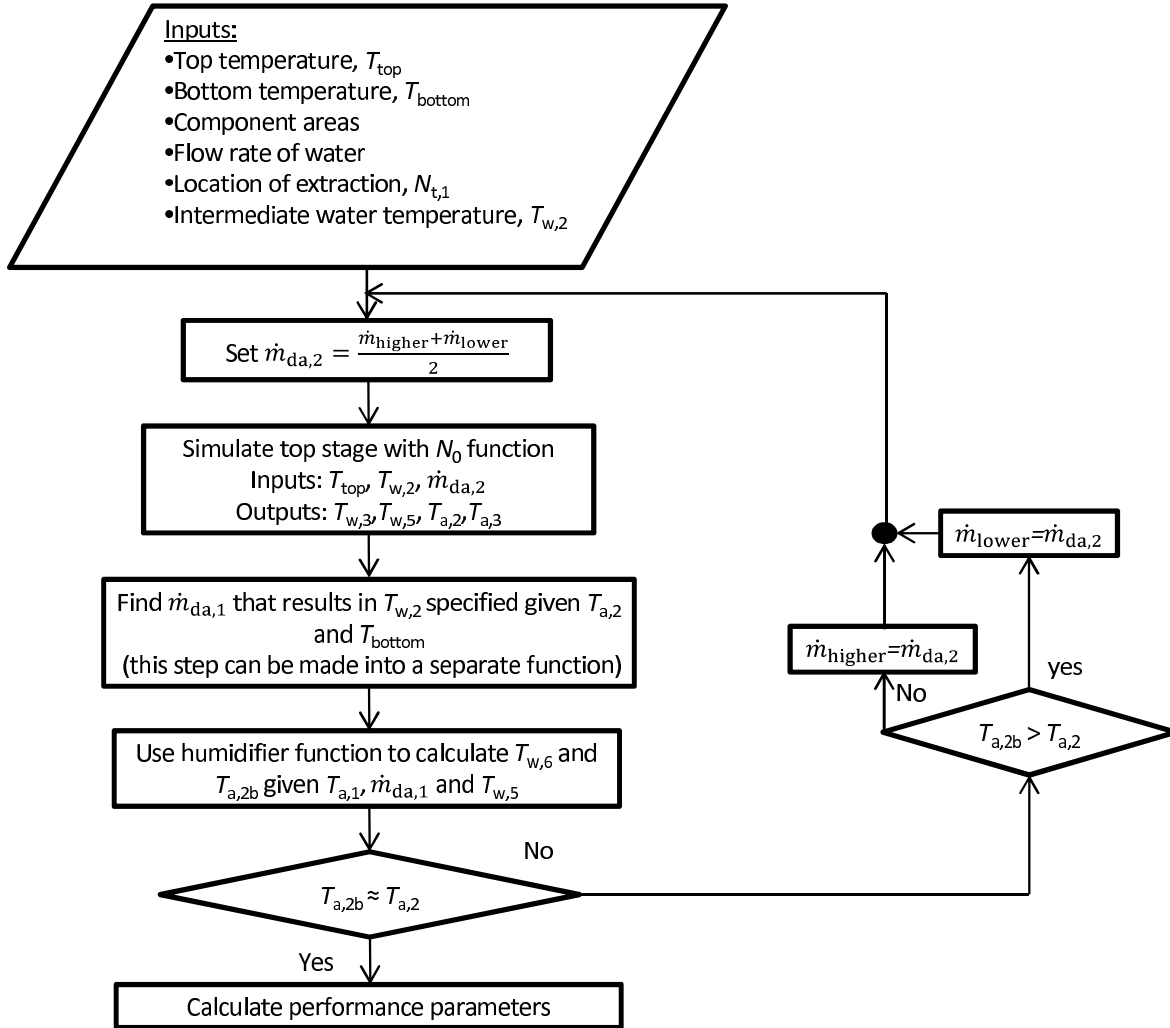 Inputs:
•Top temperature, T_top
•Bottom temperature, T_bottom
•Component areas
•Flow rate of water
•Location of extraction, N_t,1
•Intermediate water temperature, T_w,2
Set ṁ_da,2 = (ṁ_higher+ṁ_lower)/2
Simulate top stage with N_0 function
Inputs: T_top, T_w,2, ṁ_da,2
Outputs: T_w,3,T_w,5, T_a,2,T_a,3
Find ṁ_da,1 that results in T_w,2 specified given T_a,2
and T_bottom
(this step can be made into a separate function)
Use humidifier function to calculate T_w,6 and
T_a,2b given T_a,1, ṁ_da,1 and T_w,5
T_a,2b ≈ T_a,2
No
Yes
Calculate performance parameters
T_a,2b > T_a,2
No
yes
ṁ_higher=ṁ_da,2
ṁ_lower=ṁ_da,2